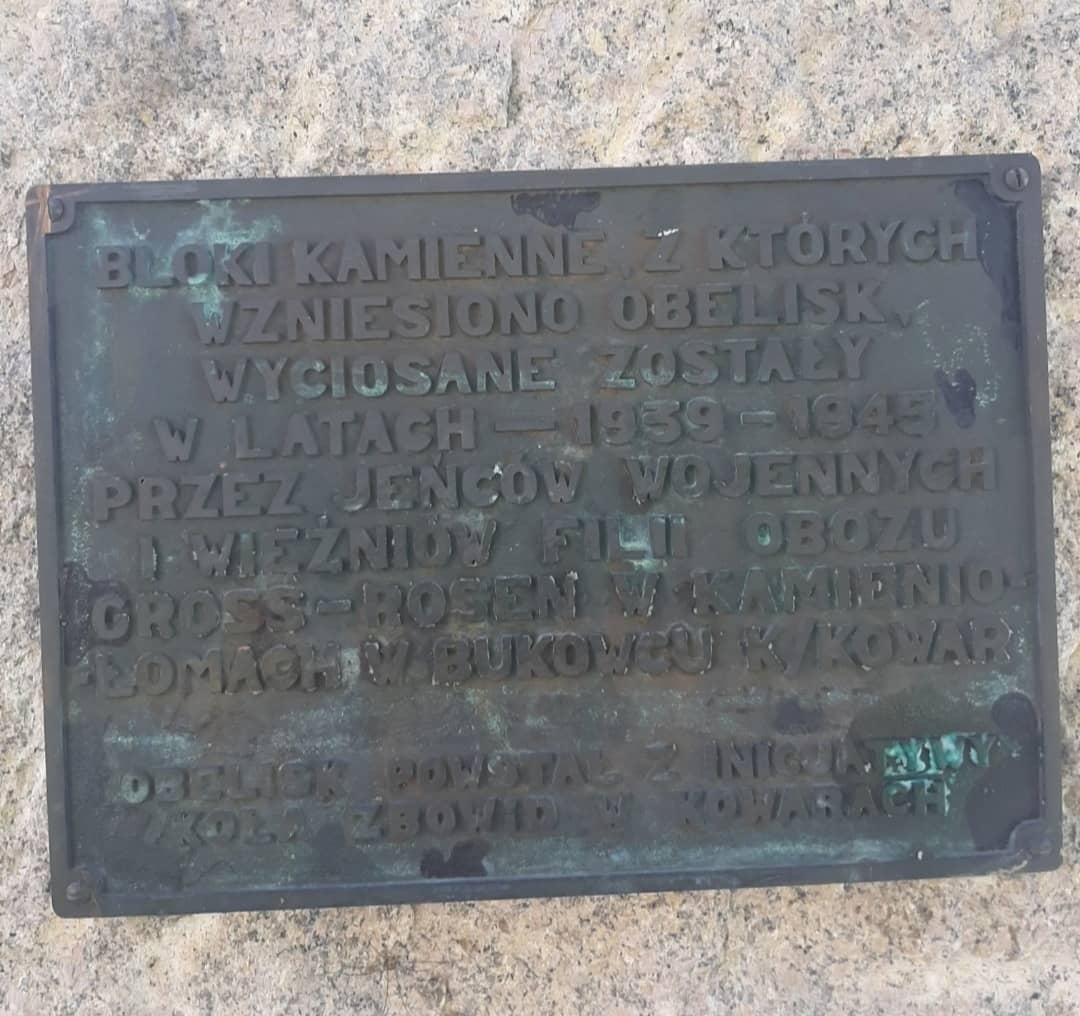 BLOKI KAMIENNE, Z KTÓRYCH
WZNIESIONO OBELISK,
WYCIOSANE ZOSTAŁY
W LATACH — 1939 - 1945
PRZEZ JEŃCÓW WOJENNYCH
I WIĘŹNIÓW FILII OBOZU
GROSS-ROSEN W KAMIENIO-
ŁOMACH W BUKOWCU K/KOWAR
OBELISK POWSTAŁ Z INICJATYWY
KOŁA ZBOWID W KOWARACH